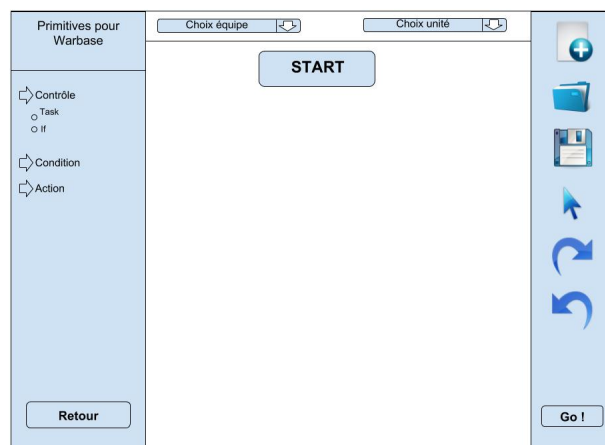 Primitives pour
Warbase
Choix équipe
Choix unité
START
Contrôle
Task
If
Condition
Action
Retour
Go !